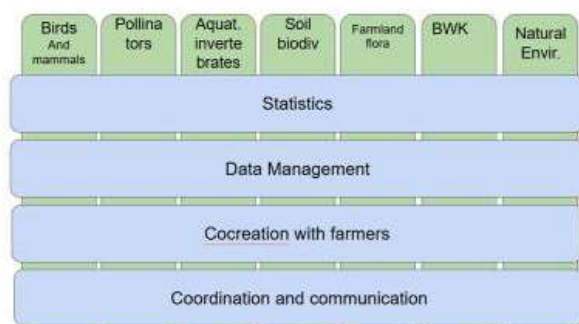 Birds
And
mammals
Pollina
tors
Aquat.
inverte
brates
Soil
biodiv
Farmland
flora
BWK
Natural
Envir.
Statistics
Data Management
Cocreation with farmers
Coordination and communication